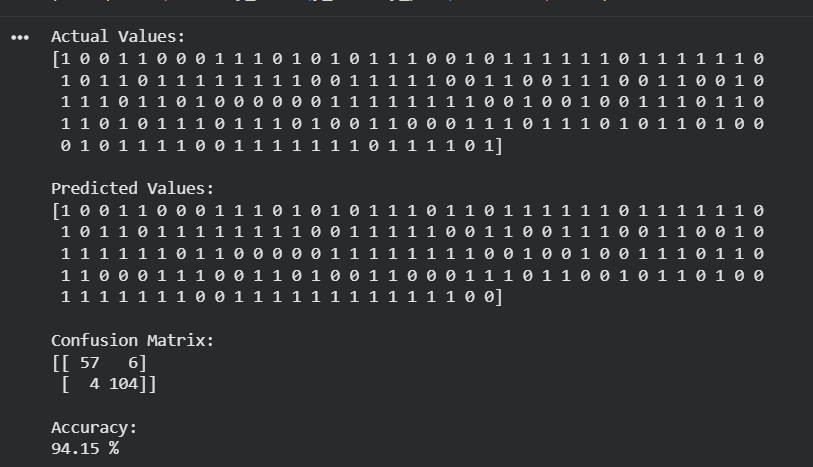 Actual Values:
[1 0 0 1 1 0 0 0 1 1 1 0 1 0 1 0 1 1 1 0 0 1 0 1 1 1 1 1 1 0 1 1 1 1 1 1 0
1 0 1 1 0 1 1 1 1 1 1 1 1 0 0 1 1 1 1 1 0 0 1 1 0 0 1 1 1 0 0 1 1 0 0 1 0
1 1 1 0 1 1 0 1 0 0 0 0 0 0 1 1 1 1 1 1 1 1 0 0 1 0 0 1 0 0 1 1 1 0 1 1 0
1 1 0 1 0 1 1 1 0 1 1 1 0 1 0 0 1 1 0 0 0 1 1 1 0 1 1 1 0 1 0 1 1 0 1 0 0
0 1 0 1 1 1 1 0 0 1 1 1 1 1 1 1 0 1 1 1 1 0 1]
Predicted Values:
[1 0 0 1 1 0 0 0 1 1 1 0 1 0 1 0 1 1 1 0 1 1 0 1 1 1 1 1 1 0 1 1 1 1 1 1 0
1 0 1 1 0 1 1 1 1 1 1 1 1 0 0 1 1 1 1 1 0 0 1 1 0 0 1 1 1 0 0 1 1 0 0 1 0
1 1 1 1 1 1 0 1 1 0 0 0 0 0 1 1 1 1 1 1 1 1 0 0 1 0 0 1 0 0 1 1 1 0 1 1 0
1 1 0 0 0 1 1 1 0 0 1 1 0 1 0 0 1 1 0 0 0 1 1 1 0 1 1 0 0 1 0 1 1 0 1 0 0
1 1 1 1 1 1 1 0 0 1 1 1 1 1 1 1 1 1 1 1 1 0 0]
Confusion Matrix:
[[ 57 6]
[ 4 104]]
Accuracy:
94.15 %